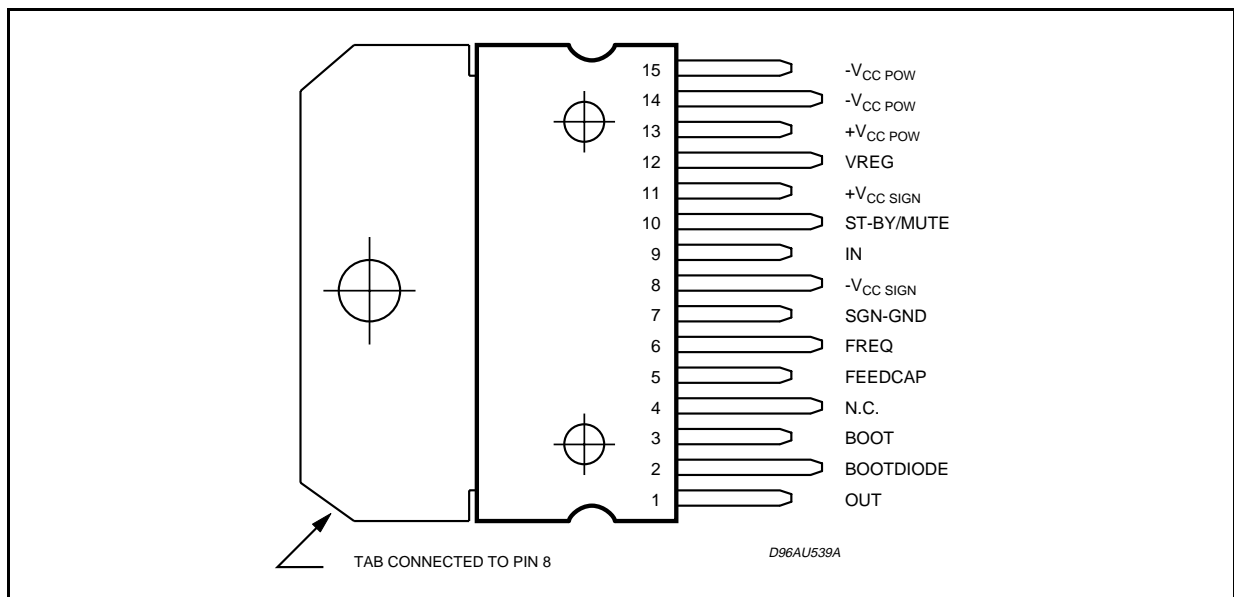 15 -VCC POW
14 -VCC POW
13 +VCC POW
12 VREG
11 +VCC SIGN
10 ST-BY/MUTE
9 IN
8 -VCC SIGN
7 SGN-GND
6 FREQ
5 FEEDCAP
4 N.C.
3 BOOT
2 BOOTDIODE
1 OUT
TAB CONNECTED TO PIN 8
D96AU539A